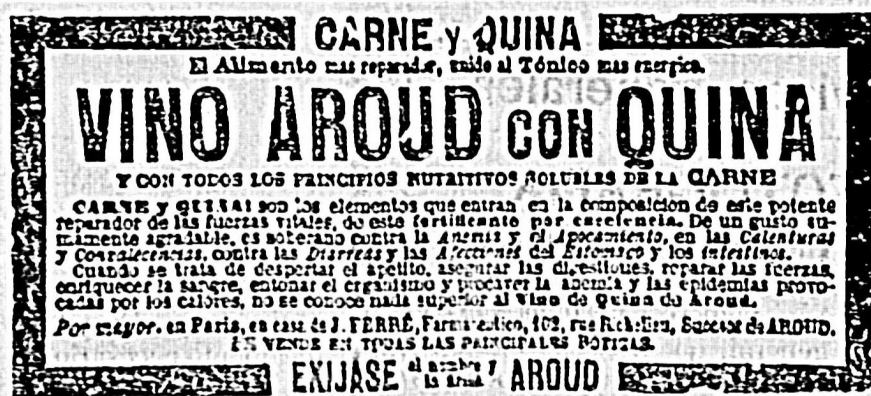 CARNE y QUINA
El Alimento mas reparador, unido al Tónico mas energico.
VINO AROUD CON QUINA
Y CON TODOS LOS PRINCIPIOS NUTRITIVOS SOLUBLES DE LA CARNE
CARNE y QUINA! son los elementos que entran en la composición de este potente
reparador de las fuerzas vitales, de este fortificante por excelencia. De un gusto su-
mamente agradable, es soberano contra la Anemia y el Apocamiento, en las Calenturas
y Convalecencias, contra las Diarreas y las Afecciones del Estomago y los intestinos.
Cuando se trata de despertar el apetito, asegurar las digestiones, reparar las fuerzas,
enriquecer la sangre, entonar el organismo y precaver la anemia y las epidemias provo-
cadas por los calores, no se conoce nada superior al Vino de Quina de Aroud.
Por mayor, en Paris, en casa de J. FERRÉ, Farmaceutico, 102, rue Richelieu, Sucesor de AROUD.
SE VENDE EN TODAS LAS PRINCIPALES BOTICAS.
EXIJASE el nombre y la firma AROUD